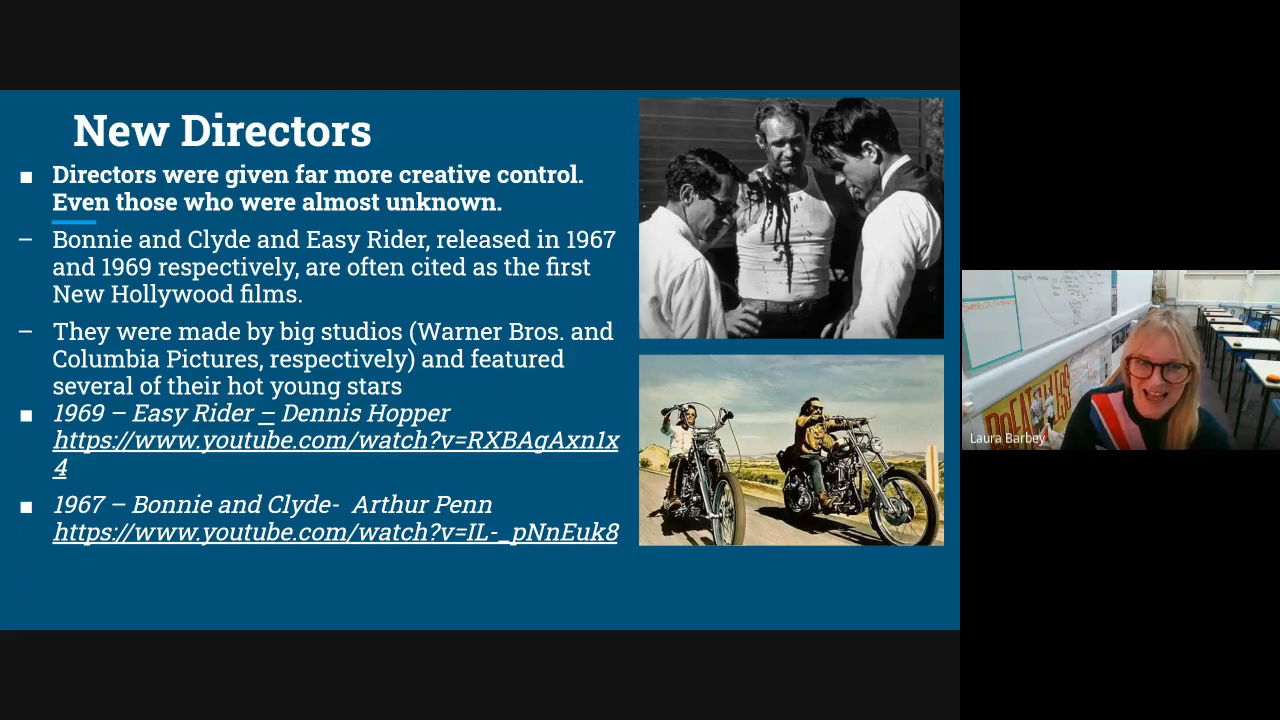 New Directors
▪ Directors were given far more creative control.
Even those who were almost unknown.
– Bonnie and Clyde and Easy Rider, released in 1967
and 1969 respectively, are often cited as the first
New Hollywood films.
– They were made by big studios (Warner Bros. and
Columbia Pictures, respectively) and featured
several of their hot young stars
▪ 1969 – Easy Rider – Dennis Hopper
https://www.youtube.com/watch?v=RXBAgAxn1x
4
▪ 1967 – Bonnie and Clyde- Arthur Penn
https://www.youtube.com/watch?v=IL-_pNnEuk8
BREATHLESS
Laura Barbey